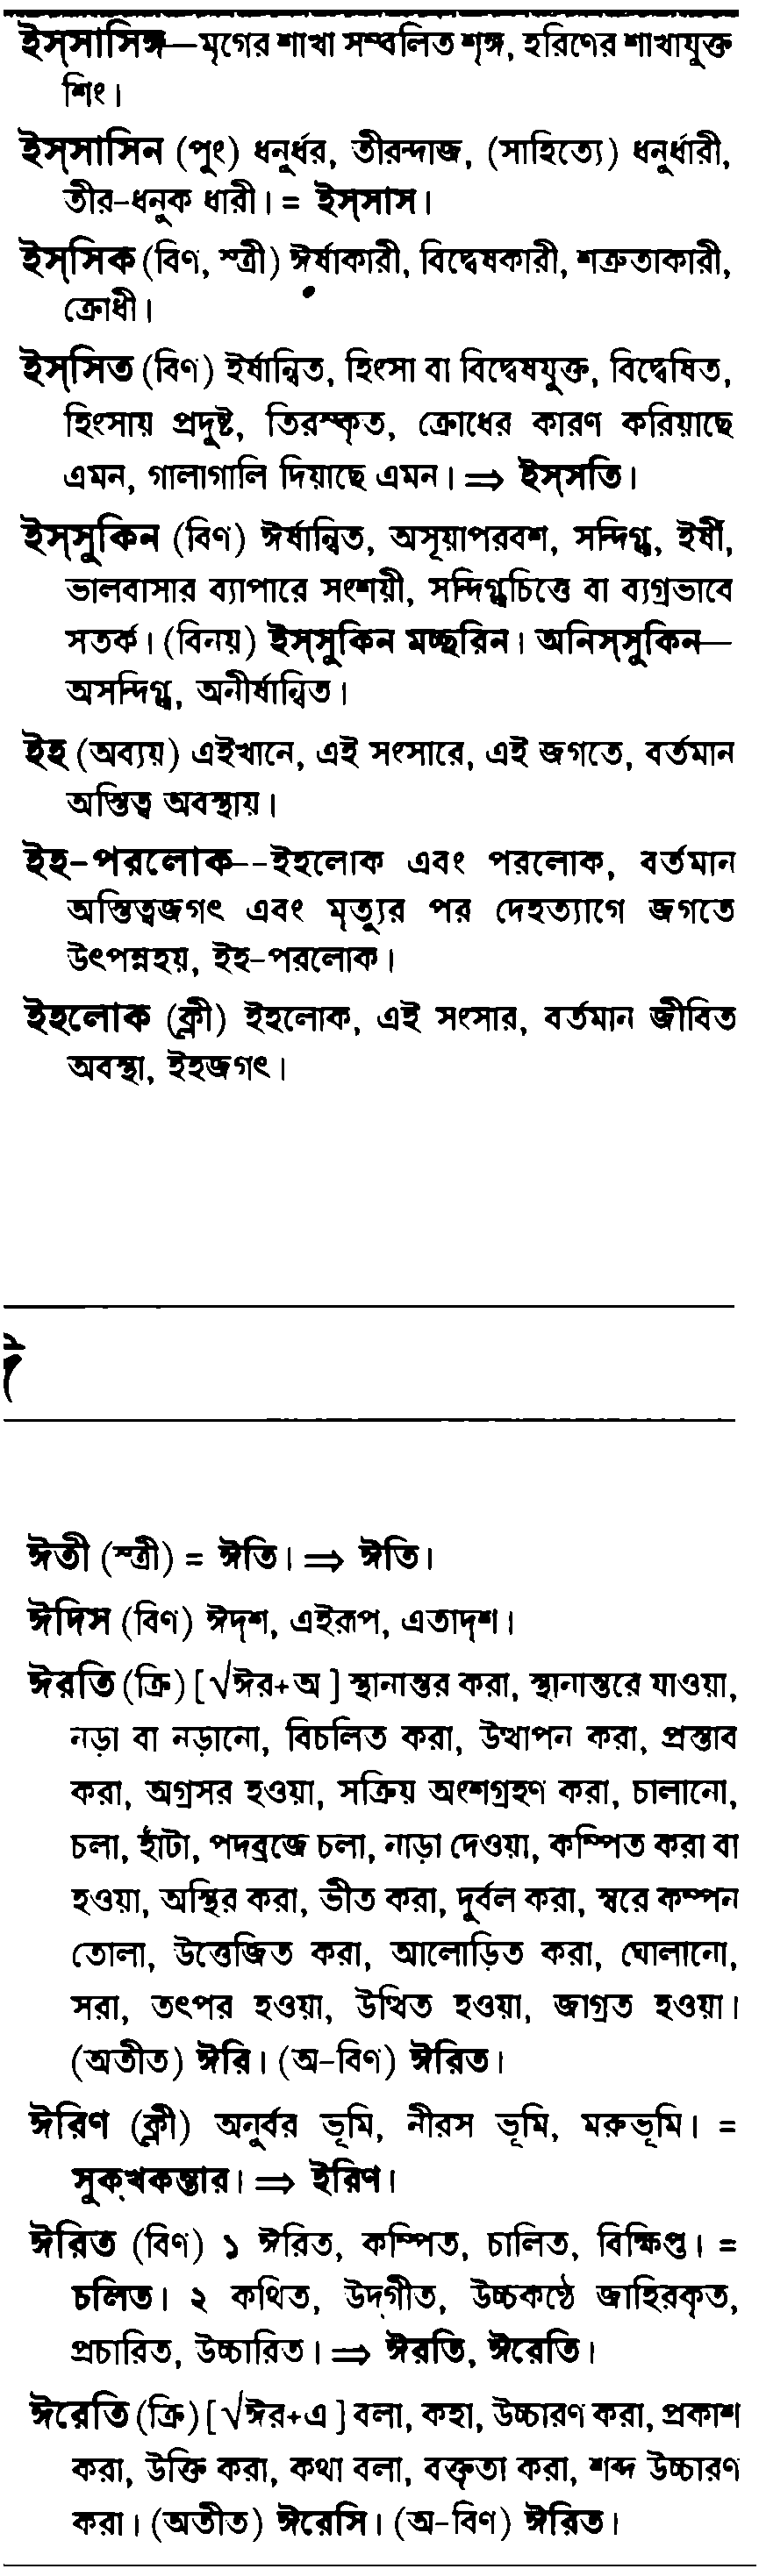 ইস্সাসিঙ্গ—মৃগের শাখা সম্বলিত শৃঙ্গ, হরিণের শাখাযুক্ত
শিং।
ইস্সাসিন (পুং) ধনুর্ধর, তীরন্দাজ, (সাহিত্যে) ধনুর্ধারী,
তীর-ধনুক ধারী। = ইস্সাস।
ইস্সিক (বিণ, স্ত্রী) ঈর্ষাকারী, বিদ্বেষকারী, শত্রুতাকারী,
ক্রোধী।
ইস্সিত (বিণ) ইর্ষান্বিত, হিংসা বা বিদ্বেষযুক্ত, বিদ্বেষিত,
হিংসায় প্রদুষ্ট, তিরস্কৃত, ক্রোধের কারণ করিয়াছে
এমন, গালাগালি দিয়াছে এমন। ⇒ ইস্সতি।
ইস্সুকিন (বিণ) ঈর্ষান্বিত, অসূয়াপরবশ, সন্দিগ্ধ, ইর্ষী,
ভালবাসার ব্যাপারে সংশয়ী, সন্দিগ্ধচিত্তে বা ব্যগ্রভাবে
সতর্ক। (বিনয়) ইস্সুকিন মচ্ছরিন। অনিস্সুকিন—
অসন্দিগ্ধ, অনীর্ষান্বিত।
ইহ (অব্যয়) এইখানে, এই সংসারে, এই জগতে, বর্তমান
অস্তিত্ব অবস্থায়।
ইহ-পরলোক--ইহলোক এবং পরলোক, বর্তমান
অস্তিত্বজগৎ এবং মৃত্যুর পর দেহত্যাগে জগতে
উৎপন্নহয়, ইহ-পরলোক।
ইহলোক (ক্লী) ইহলোক, এই সংসার, বর্তমান জীবিত
অবস্থা, ইহজগৎ।
ঈতী (স্ত্রী) = ঈতি। ⇒ ঈতি।
ঈদিস (বিণ) ঈদৃশ, এইরূপ, এতাদৃশ।
ঈরতি (ক্রি) [√ঈর+অ] স্থানান্তর করা, স্থানান্তরে যাওয়া,
নড়া বা নড়ানো, বিচলিত করা, উত্থাপন করা, প্রস্তাব
করা, অগ্রসর হওয়া, সক্রিয় অংশগ্রহণ করা, চালানো,
চলা, হাঁটা, পদব্রজে চলা, নাড়া দেওয়া, কম্পিত করা বা
হওয়া, অস্থির করা, ভীত করা, দুর্বল করা, স্বরে কম্পন
তোলা, উত্তেজিত করা, আলোড়িত করা, ঘোলানো,
সরা, তৎপর হওয়া, উত্থিত হওয়া, জাগ্রত হওয়া।
(অতীত) ঈরি। (অ-বিণ) ঈরিত।
ঈরিণ (ক্লী) অনুর্বর ভূমি, নীরস ভূমি, মরুভূমি। =
সুক্খকন্তার। ⇒ ইরিণ।
ঈরিত (বিণ) ১ ঈরিত, কম্পিত, চালিত, বিক্ষিপ্ত। =
চলিত। ২ কথিত, উদ্গীত, উচ্চকণ্ঠে জাহিরকৃত,
প্রচারিত, উচ্চারিত। ⇒ ঈরতি, ঈরেতি।
ঈরেতি (ক্রি) [√ঈর+এ] বলা, কহা, উচ্চারণ করা, প্রকাশ
করা, উক্তি করা, কথা বলা, বক্তৃতা করা, শব্দ উচ্চারণ
করা। (অতীত) ঈরেসি। (অ-বিণ) ঈরিত।